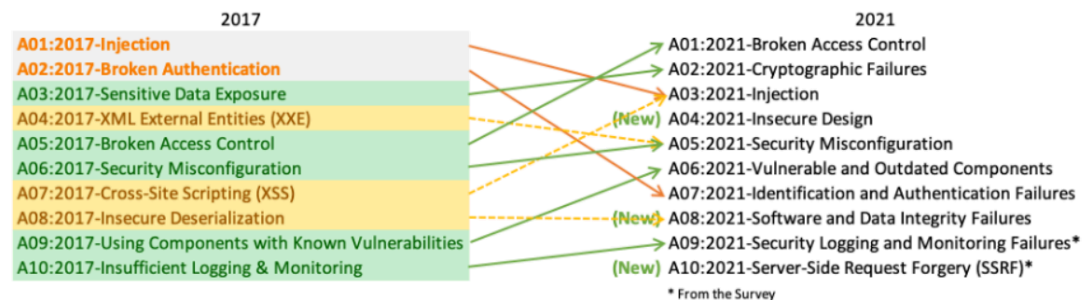 2017
A01:2017-Injection
A02:2017-Broken Authentication
A03:2017-Sensitive Data Exposure
A04:2017-XML External Entities (XXE)
A05:2017-Broken Access Control
A06:2017-Security Misconfiguration
A07:2017-Cross-Site Scripting (XSS)
A08:2017-Insecure Deserialization
A09:2017-Using Components with Known Vulnerabilities
A10:2017-Insufficient Logging & Monitoring
2021
A01:2021-Broken Access Control
A02:2021-Cryptographic Failures
A03:2021-Injection
(New) A04:2021-Insecure Design
A05:2021-Security Misconfiguration
A06:2021-Vulnerable and Outdated Components
A07:2021-Identification and Authentication Failures
(New) A08:2021-Software and Data Integrity Failures
A09:2021-Security Logging and Monitoring Failures*
(New) A10:2021-Server-Side Request Forgery (SSRF)*
* From the Survey